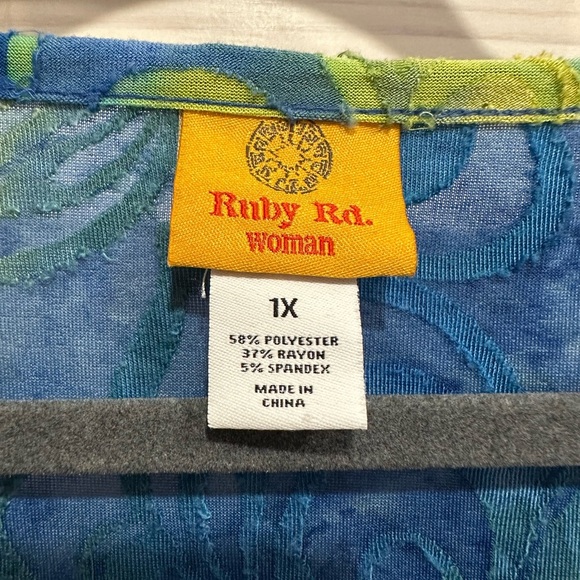 Ruby Rd.
woman
1X
58% POLYESTER
37% RAYON
5% SPANDEX
MADE IN
CHINA